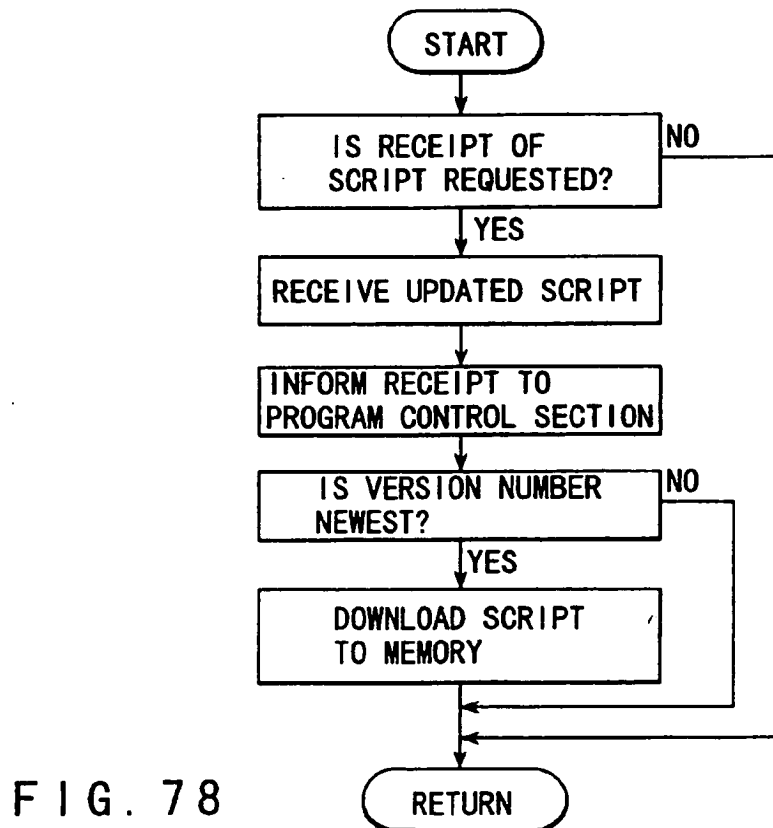 START
IS RECEIPT OF
SCRIPT REQUESTED?
NO
YES
RECEIVE UPDATED SCRIPT
INFORM RECEIPT TO
PROGRAM CONTROL SECTION
IS VERSION NUMBER
NEWEST?
NO
YES
DOWNLOAD SCRIPT
TO MEMORY
RETURN
FIG. 78